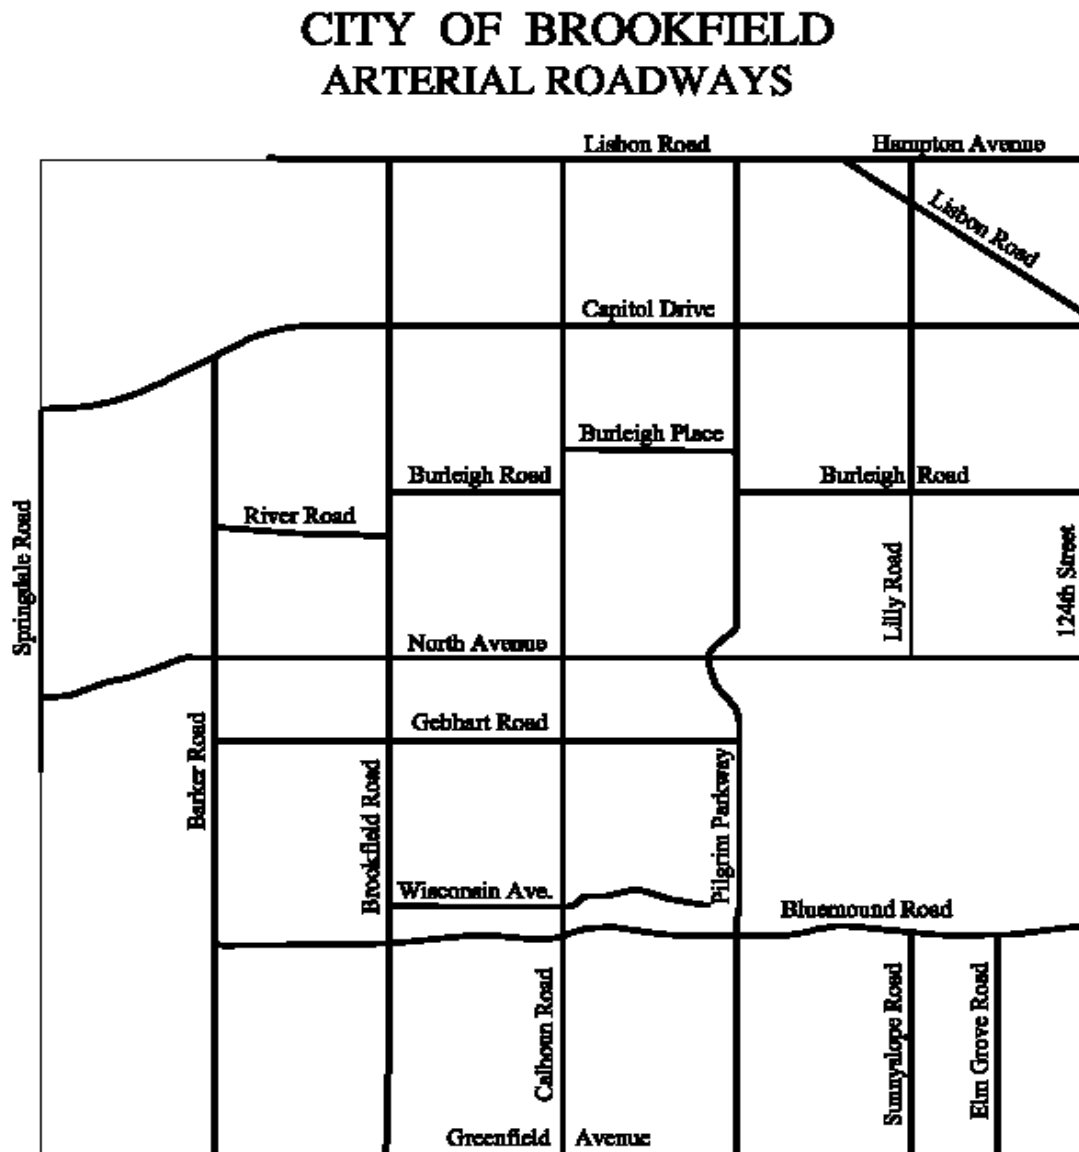 CITY OF BROOKFIELD
ARTERIAL ROADWAYS
Lisbon Road
Hampton Avenue
Lisbon Road
Capitol Drive
Burleigh Place
Burleigh Road
Burleigh Road
River Road
Springdale Road
Lilly Road
124th Street
North Avenue
Gebhart Road
Barker Road
Brookfield Road
Pilgrim Parkway
Wisconsin Ave.
Bluemound Road
Calhoun Road
Sunnyslope Road
Elm Grove Road
Greenfield Avenue